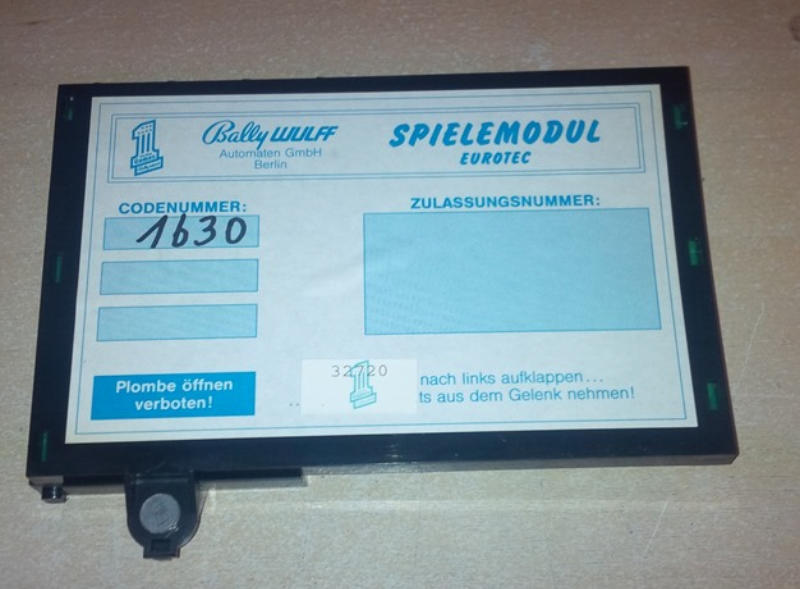 Bally WULFF
Automaten GmbH
Berlin
SPIELEMODUL
EUROTEC
CODENUMMER:
1630
ZULASSUNGSNUMMER:
Plombe öffnen
verboten!
32720
nach links aufklappen...
..
ts aus dem Gelenk nehmen!